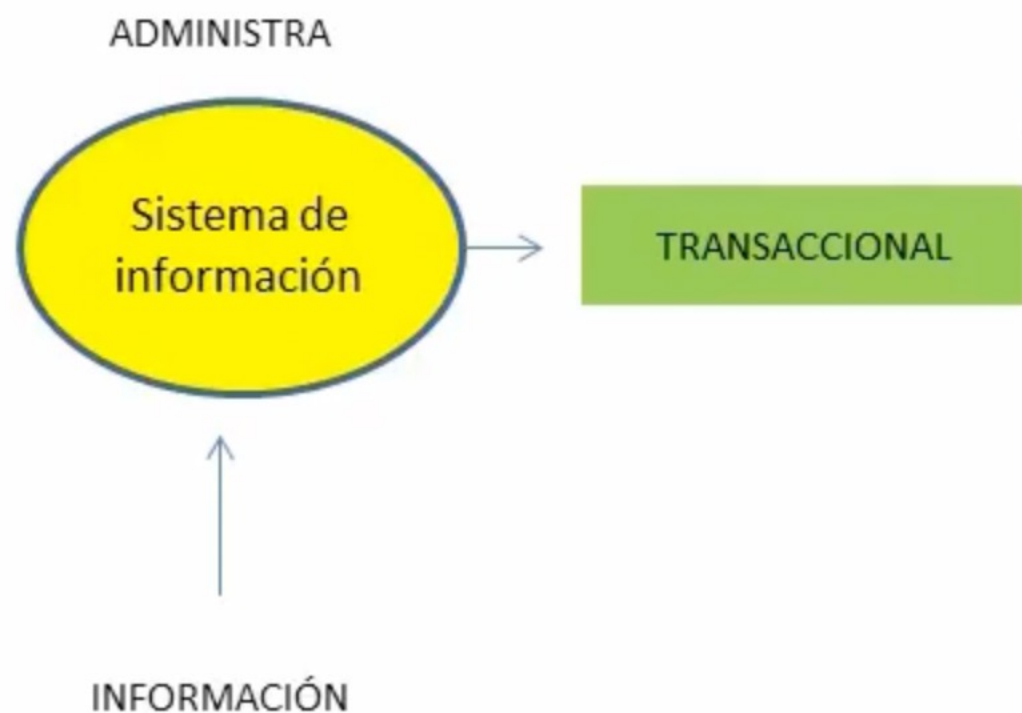 ADMINISTRA
Sistema de
información
TRANSACCIONAL
INFORMACIÓN